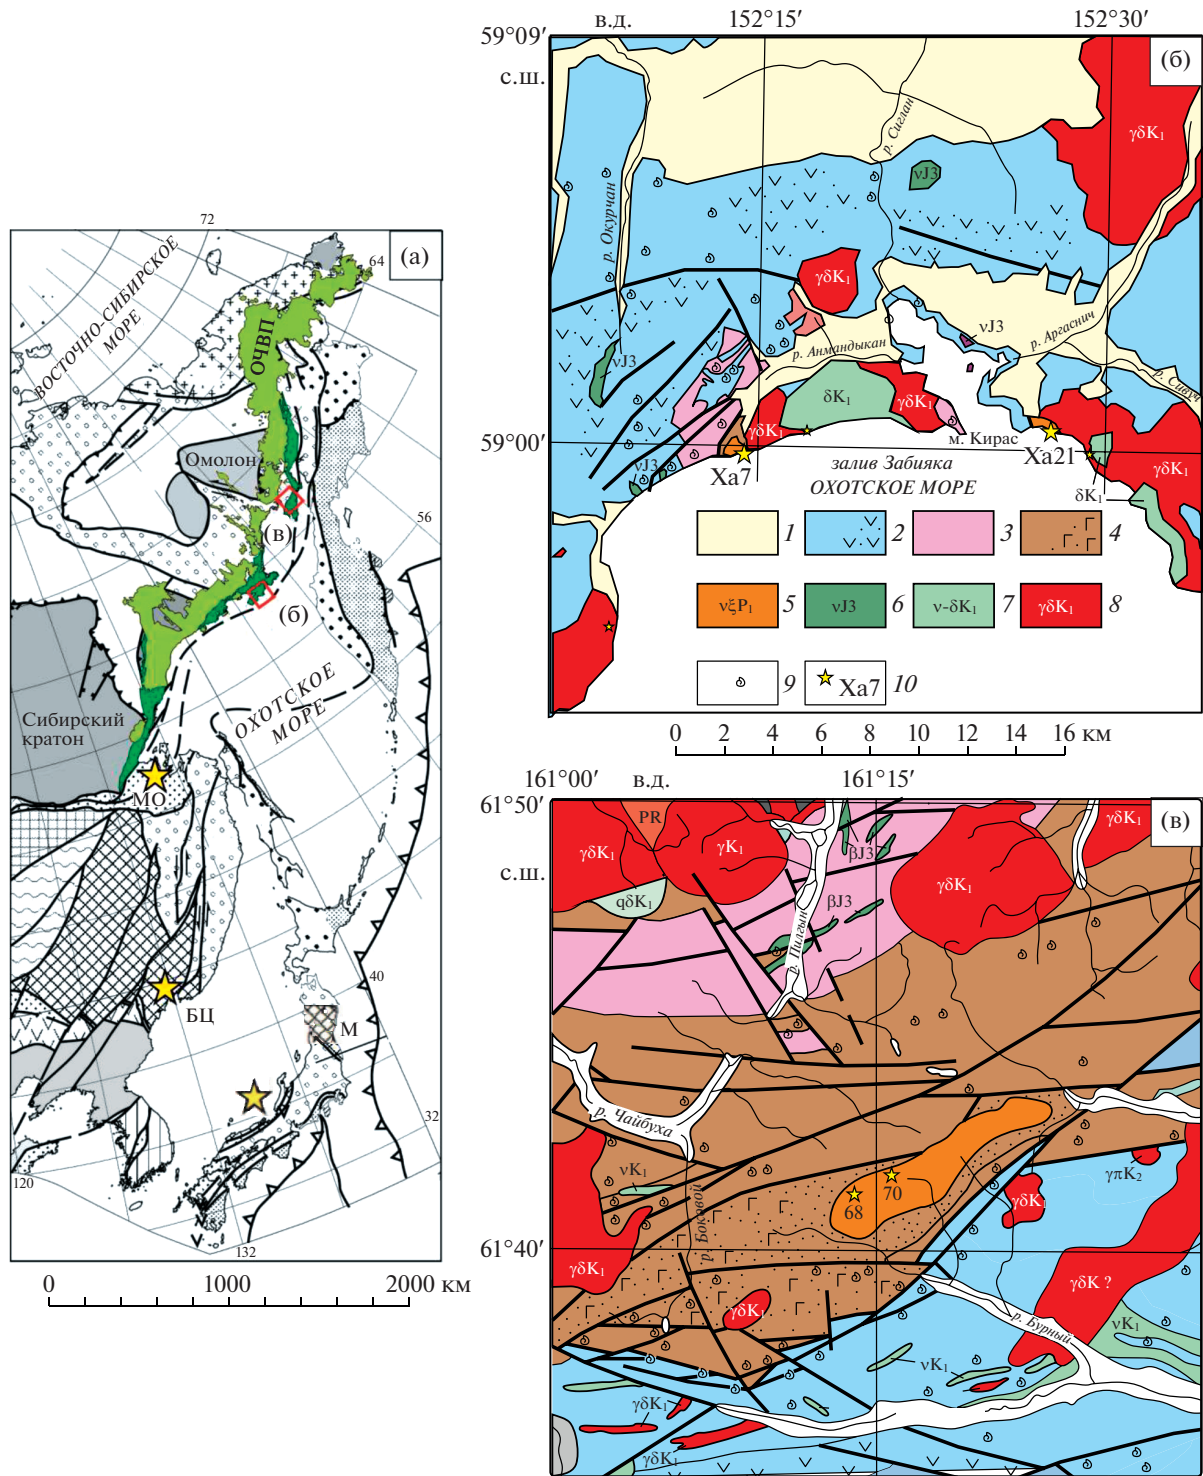 (а)
72
64
ВОСТОЧНО-СИБИРСКОЕ
МОРЕ
ОЧВП
Омолон
56
(в)
(б)
ОХОТСКОЕ
МОРЕ
Сибирский
кратон
МО
БЦ
М
40
32
120
132
0 1000 2000 км
в.д. 152°15′ 152°30′
59°09′
с.ш.
59°00′
(б)
р. Сиглан
р. Окурчан
γδK₁
νJ3
γδK₁
νJ3
р. Аргаснич
νJ3
р. Анмандыкан
р. Сивуч
δK₁
γδK₁
γδK₁
м. Кирас
νJ3
Ха7
залив Забияка
ОХОТСКОЕ МОРЕ
Ха21
γδK₁
δK₁
1 2 3 4
νξP₁ 5 νJ3 6 ν-δK₁ 7 γδK₁ 8
9 Ха7 10
0 2 4 6 8 10 12 14 16 км
161°00′ в.д. 161°15′
61°50′
с.ш.
61°40′
(в)
PR
γδK₁
γK₁
βJ3
γδK₁
γδK₁
qδK₁
βJ3
р. Пилгын
р. Чайбуха
νK₁
70
68
γπK₂
γδK₁
р. Боковой
γδK₁
γδK ?
γδK₁
р. Бурный
νK₁
νK₁
γδK₁
γδK₁